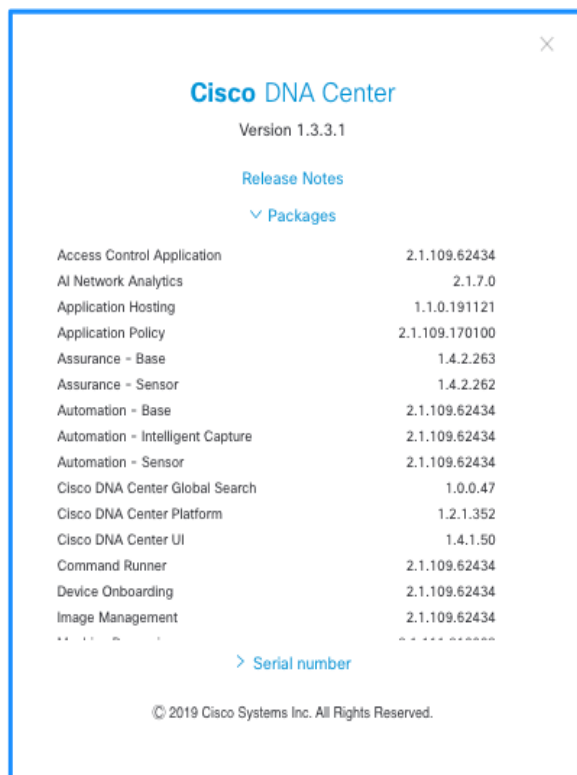 Cisco DNA Center
Version 1.3.3.1
Release Notes
Packages
Access Control Application 2.1.109.62434
AI Network Analytics 2.1.7.0
Application Hosting 1.1.0.191121
Application Policy 2.1.109.170100
Assurance - Base 1.4.2.263
Assurance - Sensor 1.4.2.262
Automation - Base 2.1.109.62434
Automation - Intelligent Capture 2.1.109.62434
Automation - Sensor 2.1.109.62434
Cisco DNA Center Global Search 1.0.0.47
Cisco DNA Center Platform 1.2.1.352
Cisco DNA Center UI 1.4.1.50
Command Runner 2.1.109.62434
Device Onboarding 2.1.109.62434
Image Management 2.1.109.62434
Serial number
© 2019 Cisco Systems Inc. All Rights Reserved.